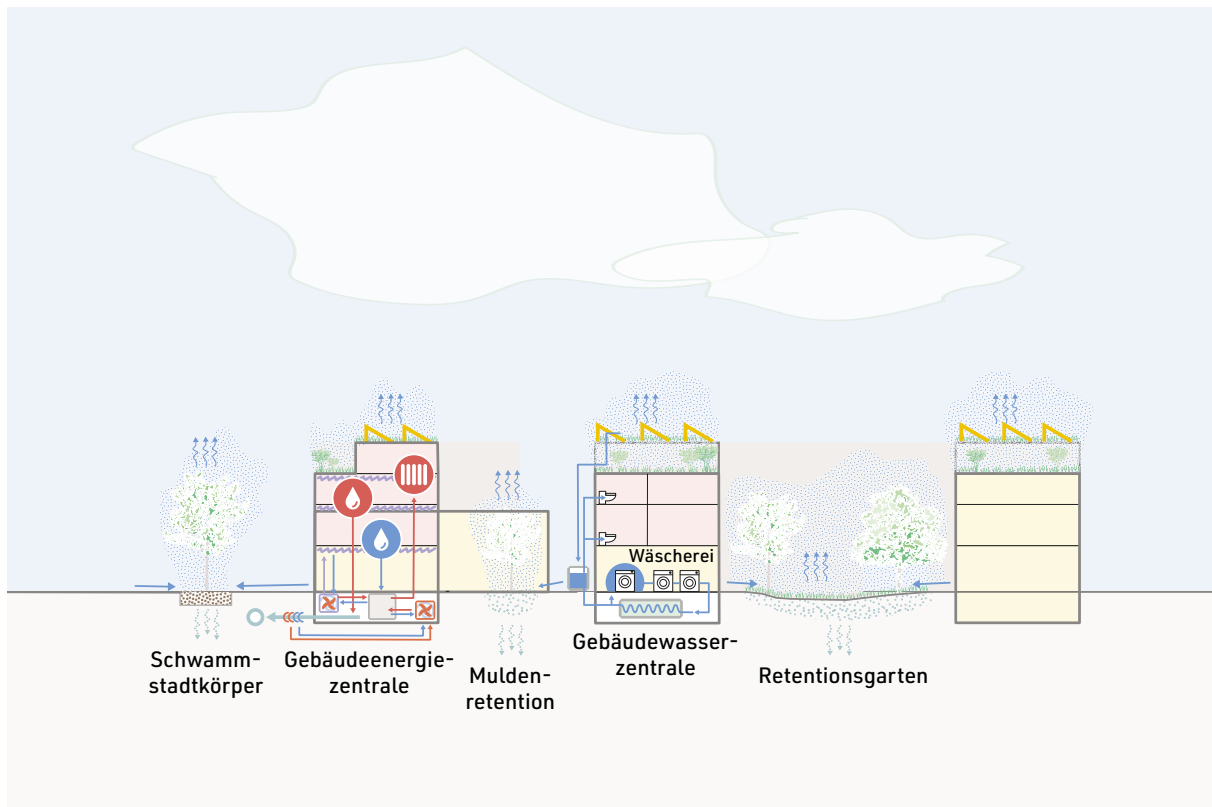 Wäscherei
Schwamm-
stadtkörper
Gebäudeenergie-
zentrale
Mulden-
retention
Gebäudewasser-
zentrale
Retentionsgarten